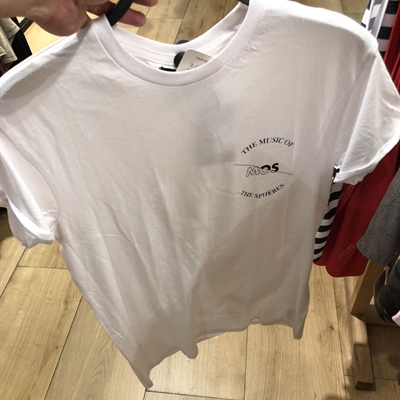 THE MUSIC OF
MOS
THE SPHERES